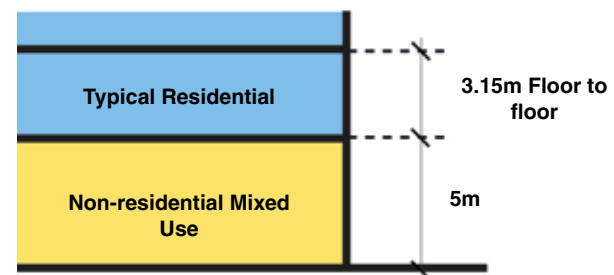 Typical Residential
3.15m Floor to
floor
Non-residential Mixed
Use
5m